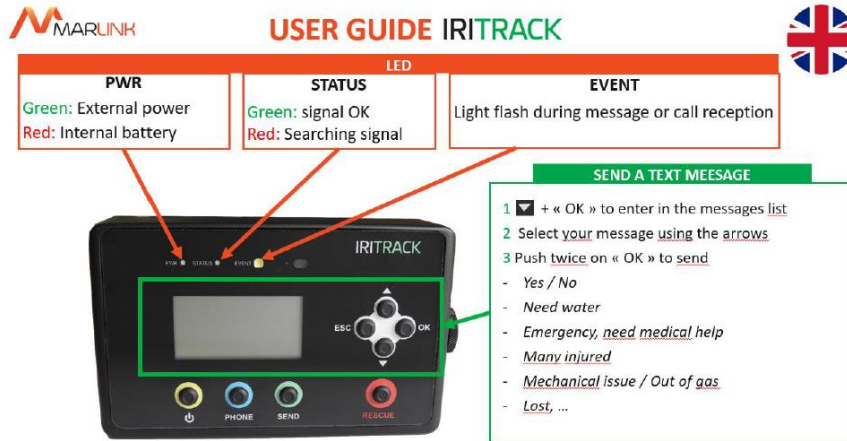 MARLINK
USER GUIDE IRITRACK
LED
PWR
Green: External power
Red: Internal battery
STATUS
Green: signal OK
Red: Searching signal
EVENT
Light flash during message or call reception
SEND A TEXT MEESAGE
1 ▼ + « OK » to enter in the messages list
2 Select your message using the arrows
3 Push twice on « OK » to send
- Yes / No
- Need water
- Emergency, need medical help
- Many injured
- Mechanical issue / Out of gas
- Lost, ...
IRITRACK
PWR STATUS EVENT
ESC OK
PHONE SEND RESCUE